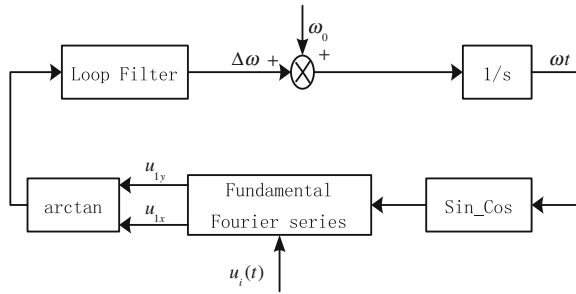 ω₀
Loop Filter
Δω + +
1/s
ωt
arctan
u₁y
u₁x
Fundamental
Fourier series
Sin_Cos
uᵢ(t)